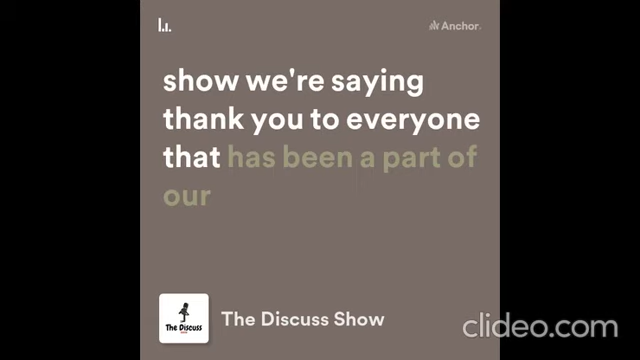 Anchor
show we're saying
thank you to everyone
that has been a part of
our
The Discuss
The Discuss Show
clideo.com